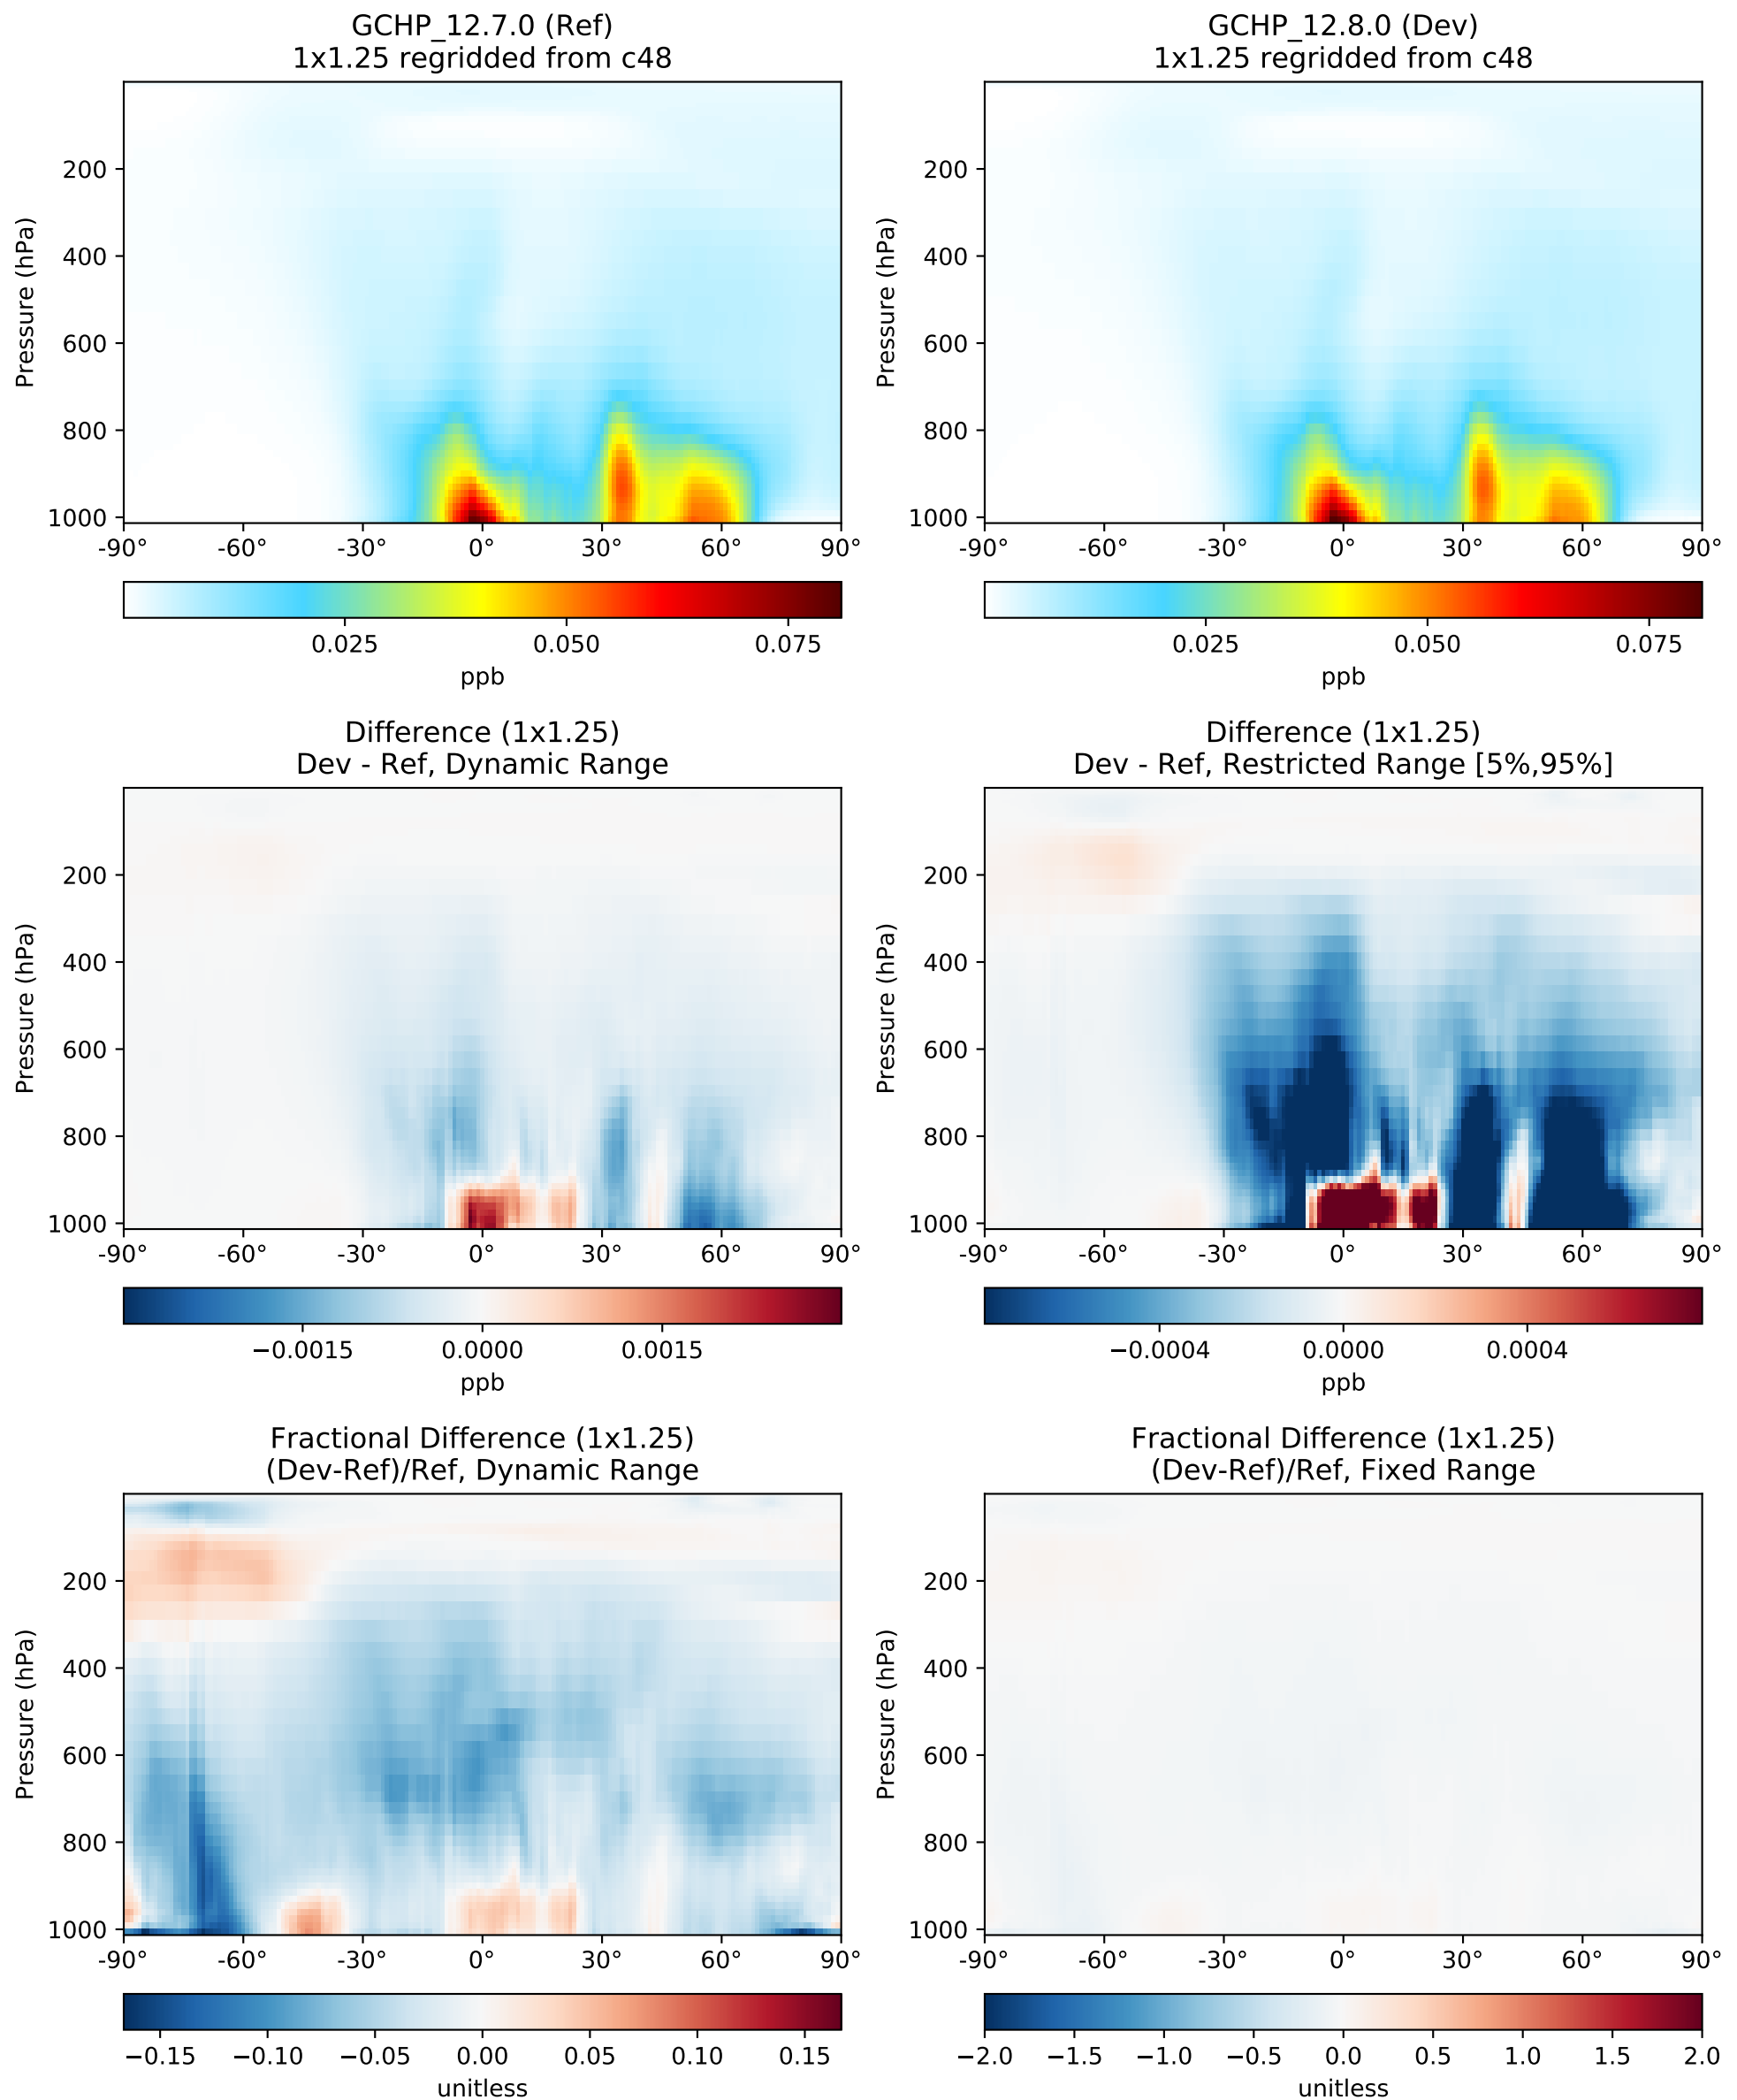 GCHP_12.7.0 (Ref)
1x1.25 regridded from c48
Pressure (hPa)
200
400
600
800
1000
-90° -60° -30° 0° 30° 60° 90°
0.025 0.050 0.075
ppb
GCHP_12.8.0 (Dev)
1x1.25 regridded from c48
Pressure (hPa)
200
400
600
800
1000
-90° -60° -30° 0° 30° 60° 90°
0.025 0.050 0.075
ppb
Difference (1x1.25)
Dev - Ref, Dynamic Range
Pressure (hPa)
200
400
600
800
1000
-90° -60° -30° 0° 30° 60° 90°
−0.0015 0.0000 0.0015
ppb
Difference (1x1.25)
Dev - Ref, Restricted Range [5%,95%]
Pressure (hPa)
200
400
600
800
1000
-90° -60° -30° 0° 30° 60° 90°
−0.0004 0.0000 0.0004
ppb
Fractional Difference (1x1.25)
(Dev-Ref)/Ref, Dynamic Range
Pressure (hPa)
200
400
600
800
1000
-90° -60° -30° 0° 30° 60° 90°
−0.15 −0.10 −0.05 0.00 0.05 0.10 0.15
unitless
Fractional Difference (1x1.25)
(Dev-Ref)/Ref, Fixed Range
Pressure (hPa)
200
400
600
800
1000
-90° -60° -30° 0° 30° 60° 90°
−2.0 −1.5 −1.0 −0.5 0.0 0.5 1.0 1.5 2.0
unitless